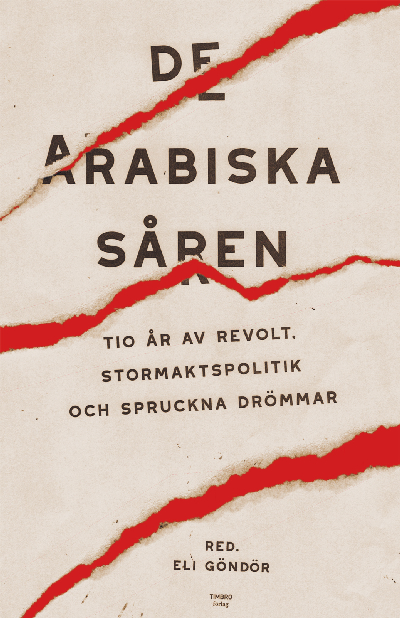 DE
ARABISKA
SÅREN
TIO ÅR AV REVOLT,
STORMAKTSPOLITIK
OCH SPRUCKNA DRÖMMAR
RED.
ELI GÖNDÖR
TIMBRO
förlag